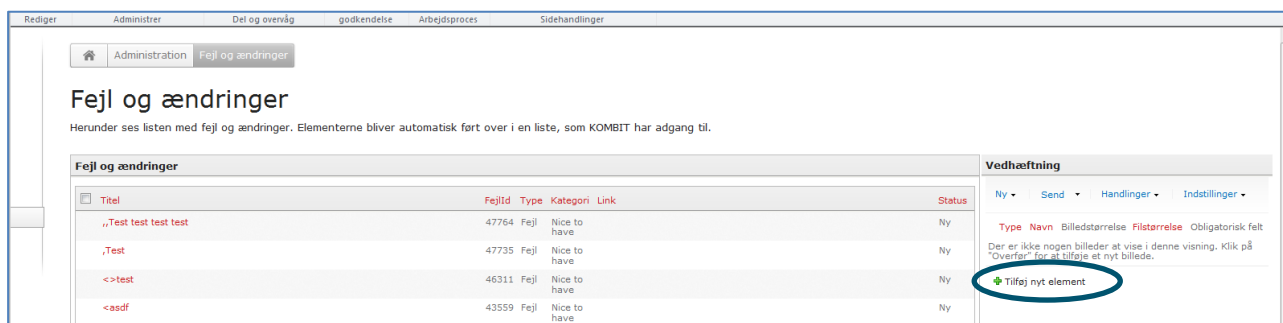 Rediger Administrer Del og overvåg godkendelse Arbejdsproces Sidehandlinger
Administration Fejl og ændringer
Fejl og ændringer
Herunder ses listen med fejl og ændringer. Elementerne bliver automatisk ført over i en liste, som KOMBIT har adgang til.
Fejl og ændringer
Titel FejlId Type Kategori Link Status
,,Test test test test 47764 Fejl Nice to have Ny
,Test 47735 Fejl Nice to have Ny
<>test 46311 Fejl Nice to have Ny
<asdf 43559 Fejl Nice to have Ny
Vedhæftning
Ny Send Handlinger Indstillinger
Type Navn Billedstørrelse Filstørrelse Obligatorisk felt
Der er ikke nogen billeder at vise i denne visning. Klik på
"Overfør" for at tilføje et nyt billede.
Tilføj nyt element